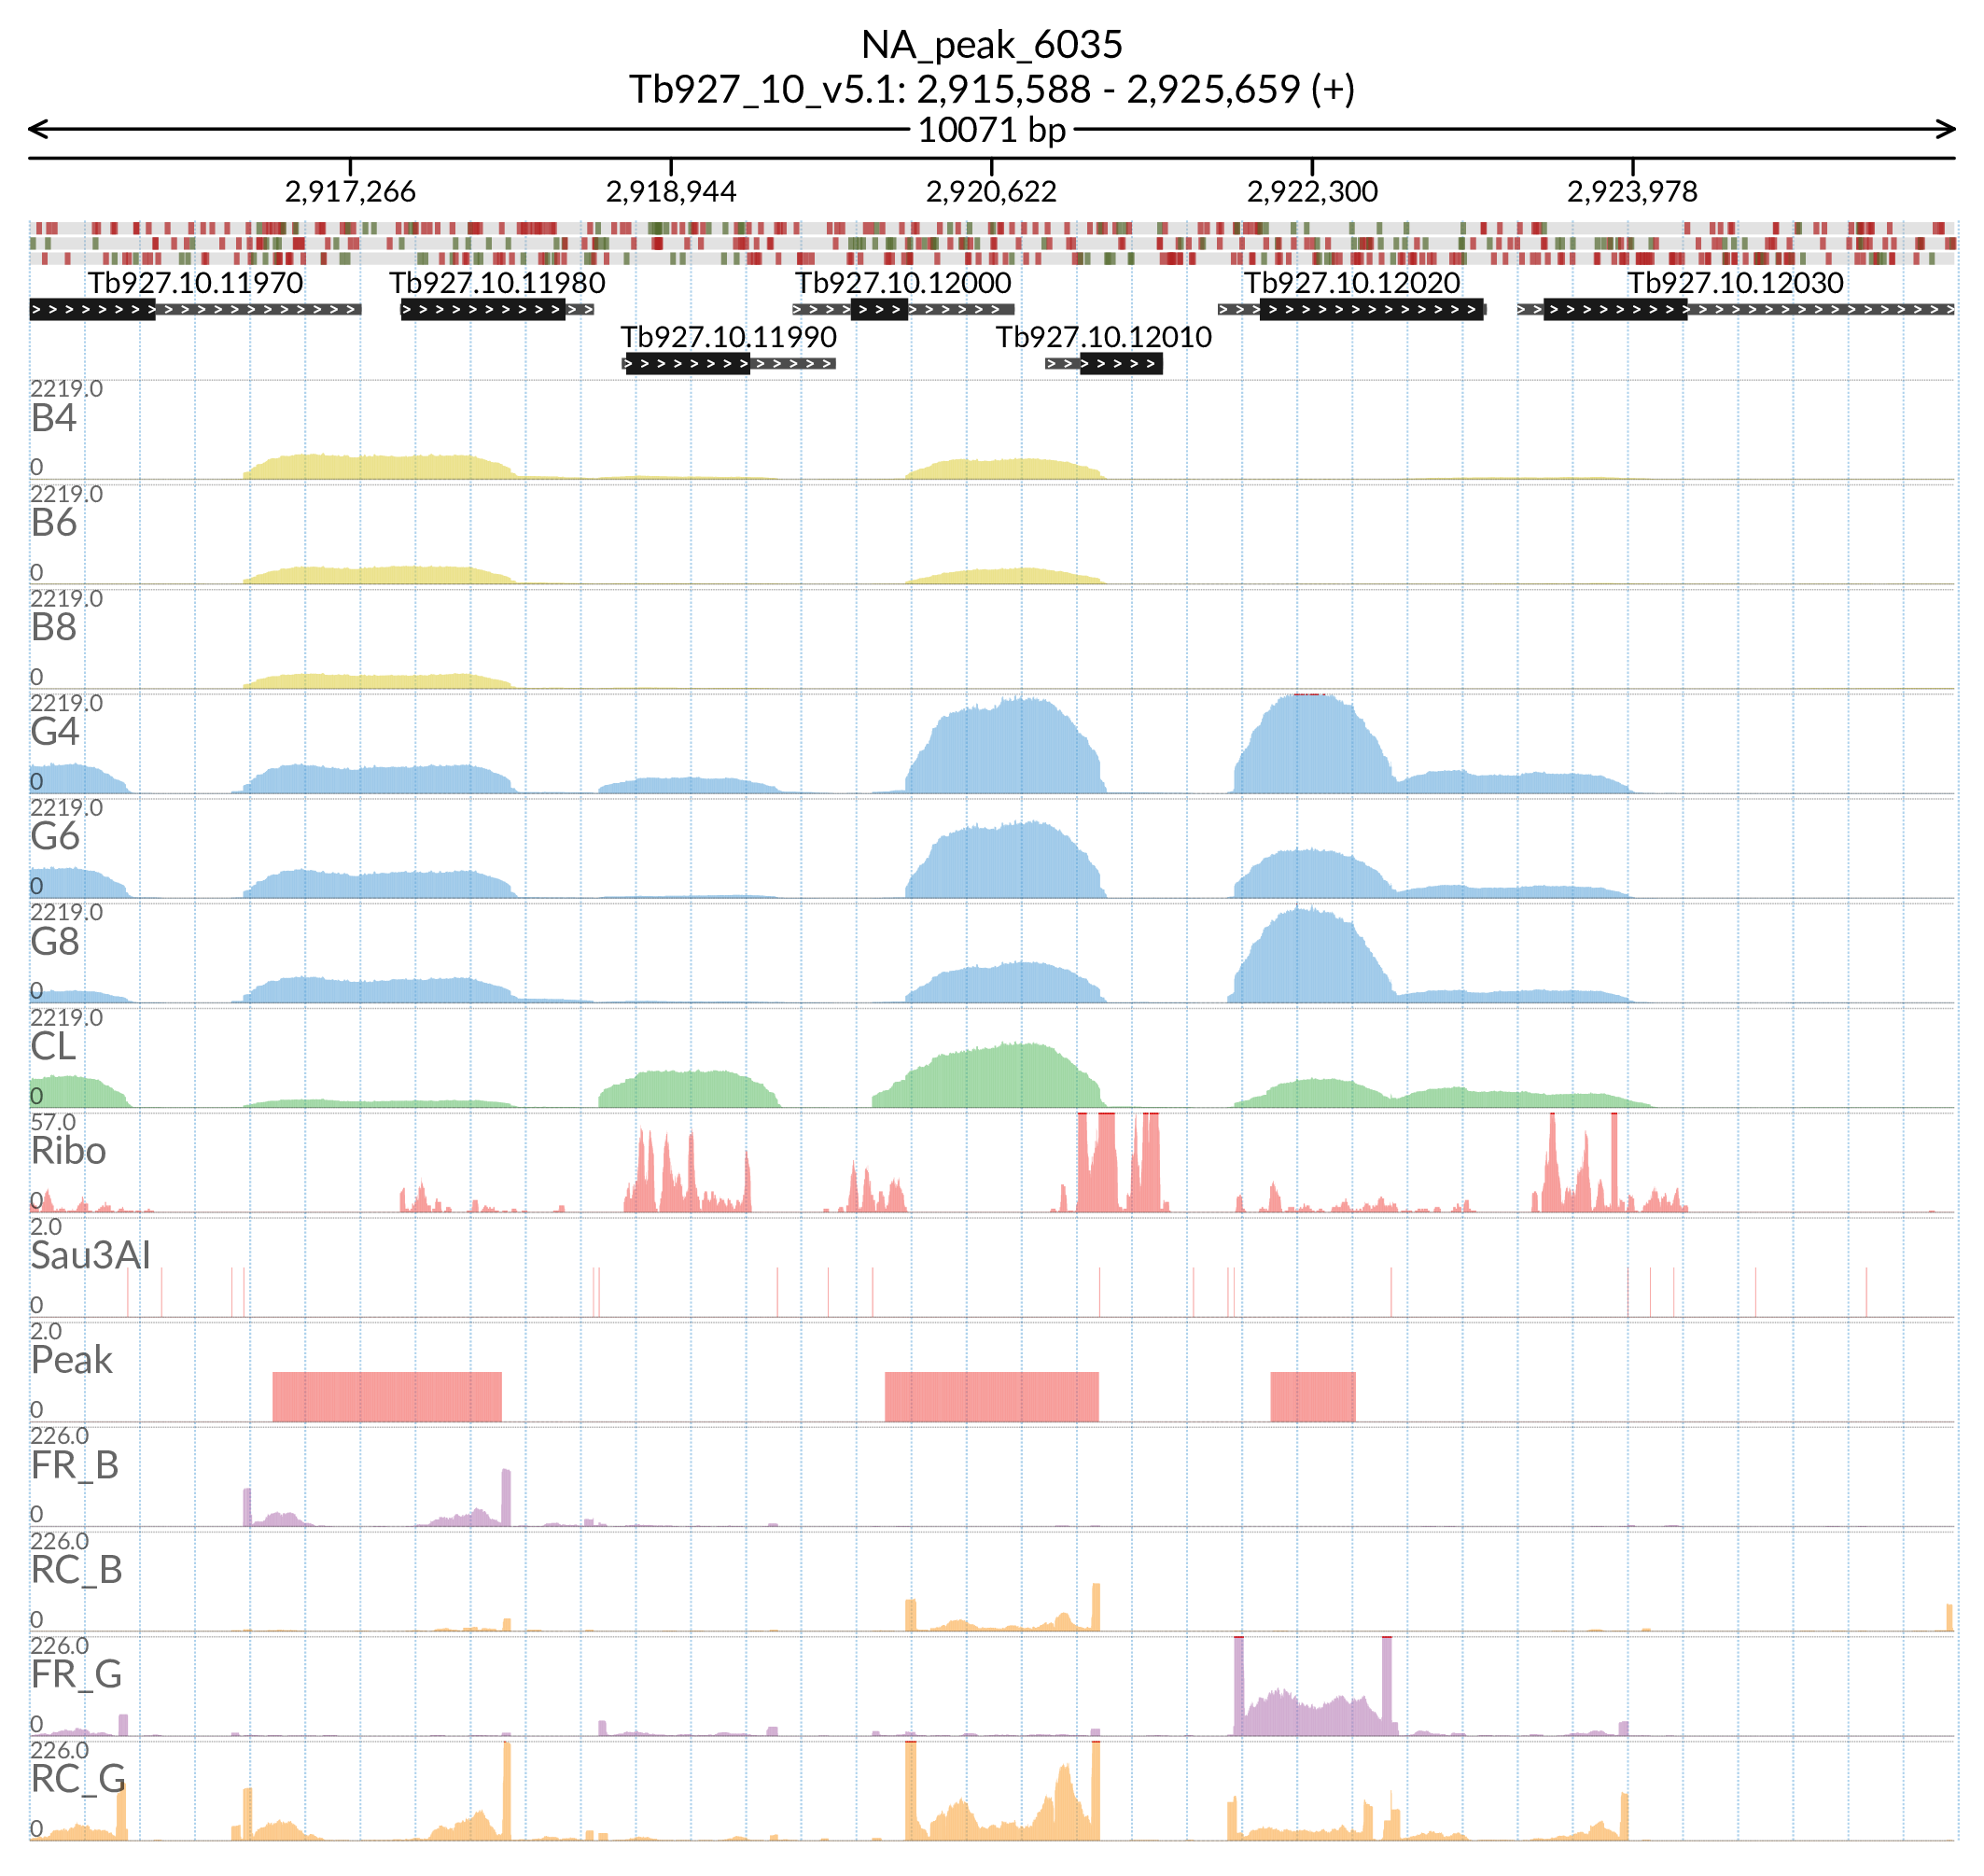 NA_peak_6035
Tb927_10_v5.1: 2,915,588 - 2,925,659 (+)
10071 bp
2,917,266 2,918,944 2,920,622 2,922,300 2,923,978
Tb927.10.11970 Tb927.10.11980 Tb927.10.12000 Tb927.10.12020 Tb927.10.12030
Tb927.10.11990 Tb927.10.12010
2219.0
B4
0
2219.0
B6
0
2219.0
B8
0
2219.0
G4
0
2219.0
G6
0
2219.0
G8
0
2219.0
CL
0
57.0
Ribo
0
2.0
Sau3AI
0
2.0
Peak
0
226.0
FR_B
0
226.0
RC_B
0
226.0
FR_G
0
226.0
RC_G
0